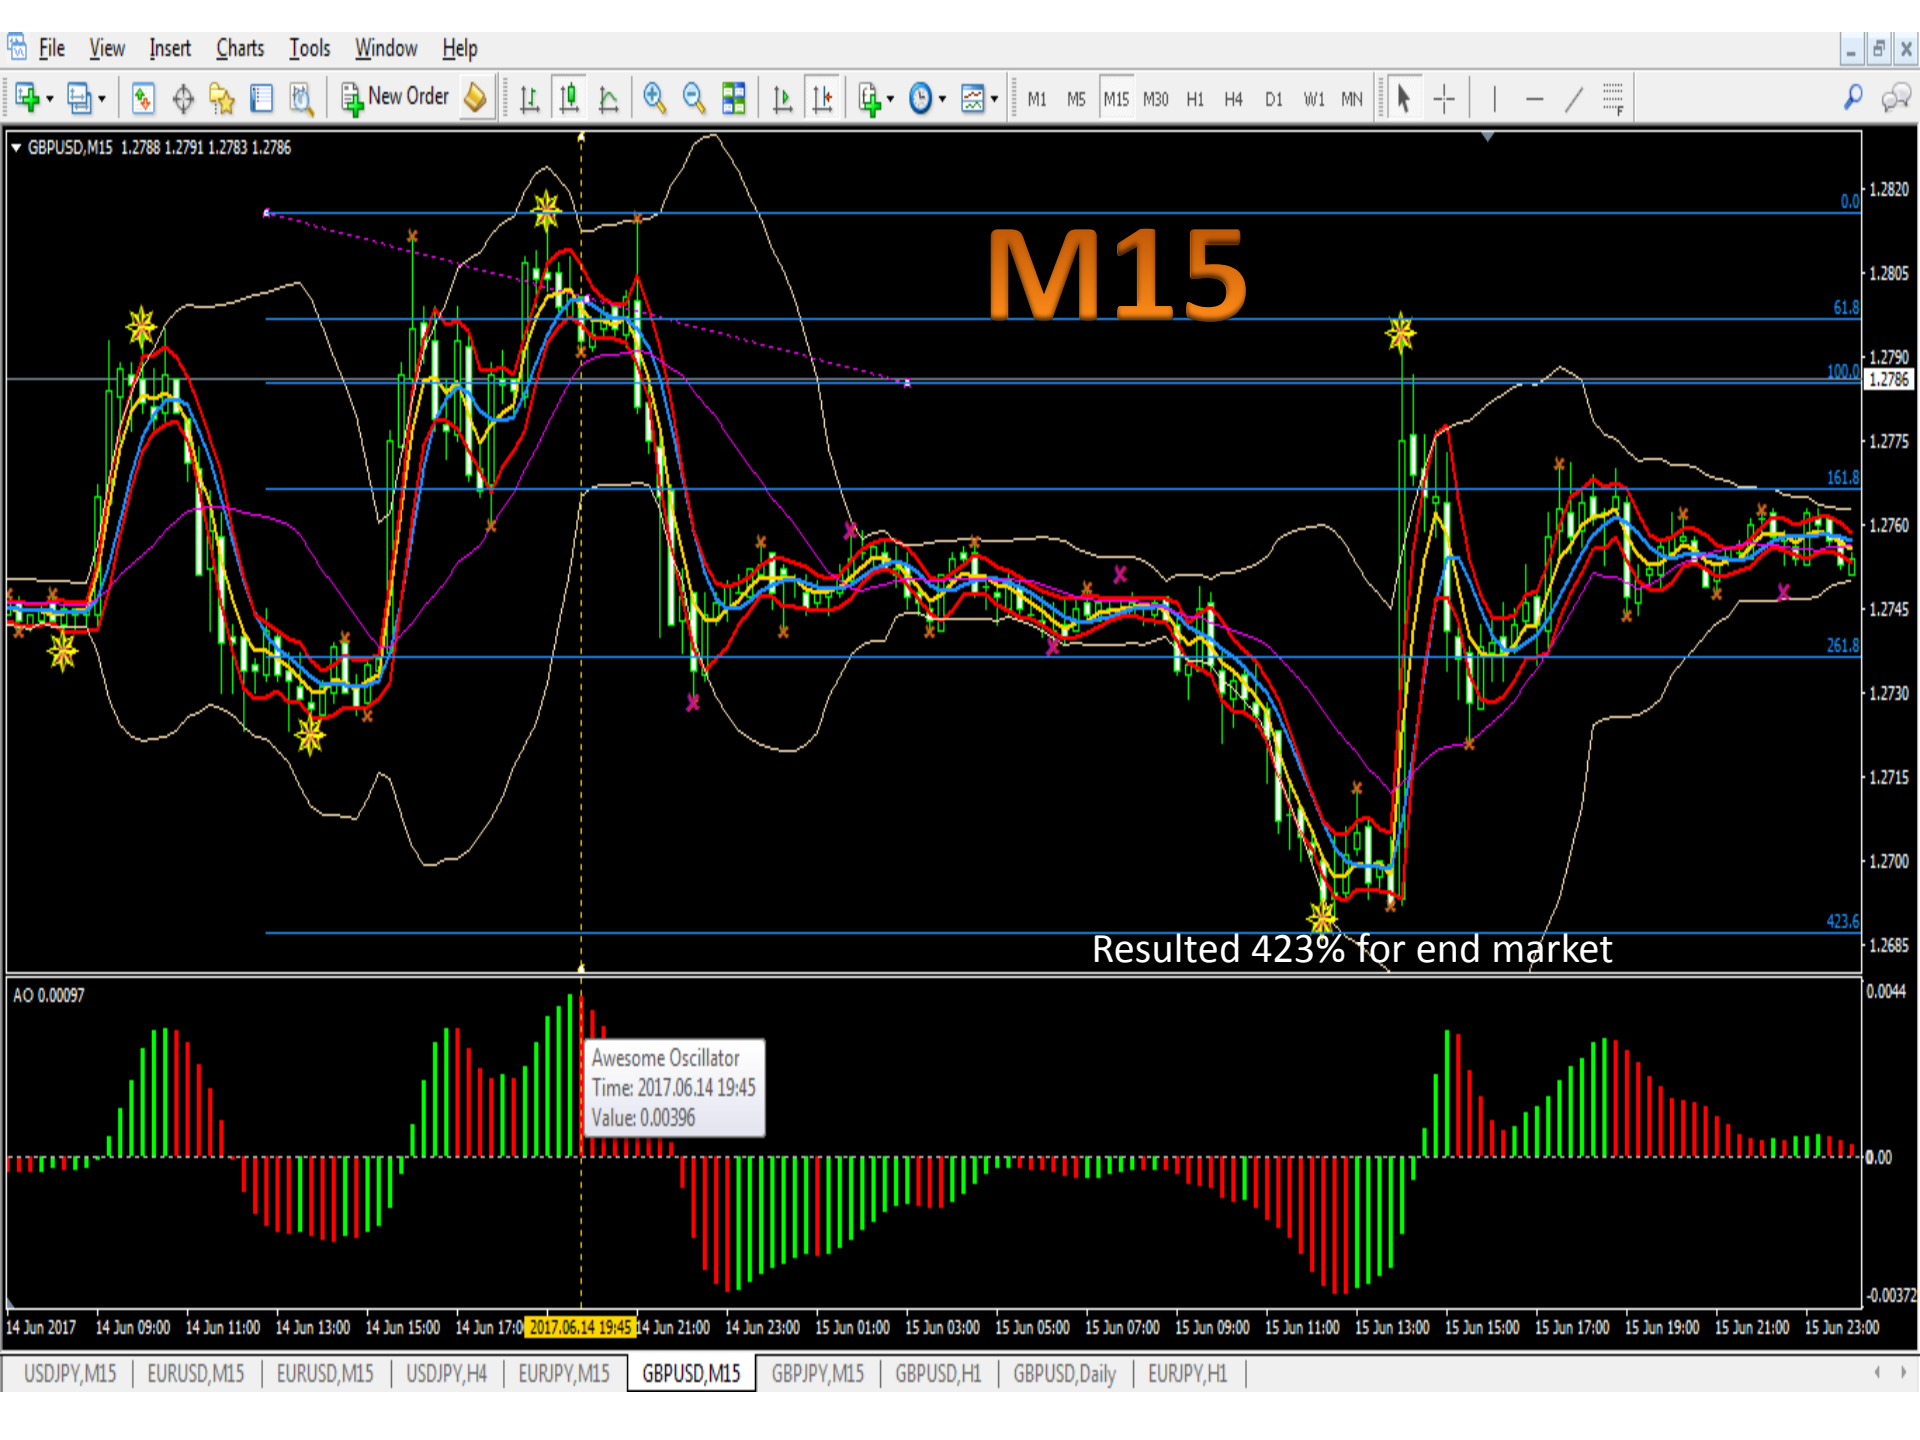 File View Insert Charts Tools Window Help
New Order M1 M5 M15 M30 H1 H4 D1 W1 MN
GBPUSD,M15 1.2788 1.2791 1.2783 1.2786
1.2820
0.0
M15
1.2805
61.8
1.2790
100.0
1.2786
1.2775
161.8
1.2760
1.2745
261.8
1.2730
1.2715
1.2700
423.6
Resulted 423% for end market
1.2685
AO 0.00097
0.0044
Awesome Oscillator
Time: 2017.06.14 19:45
Value: 0.00396
0.00
-0.00372
14 Jun 2017 14 Jun 09:00 14 Jun 11:00 14 Jun 13:00 14 Jun 15:00 14 Jun 17:0 2017.06.14 19:45 14 Jun 21:00 14 Jun 23:00 15 Jun 01:00 15 Jun 03:00 15 Jun 05:00 15 Jun 07:00 15 Jun 09:00 15 Jun 11:00 15 Jun 13:00 15 Jun 15:00 15 Jun 17:00 15 Jun 19:00 15 Jun 21:00 15 Jun 23:00
USDJPY,M15 EURUSD,M15 EURUSD,M15 USDJPY,H4 EURJPY,M15 GBPUSD,M15 GBPJPY,M15 GBPUSD,H1 GBPUSD,Daily EURJPY,H1